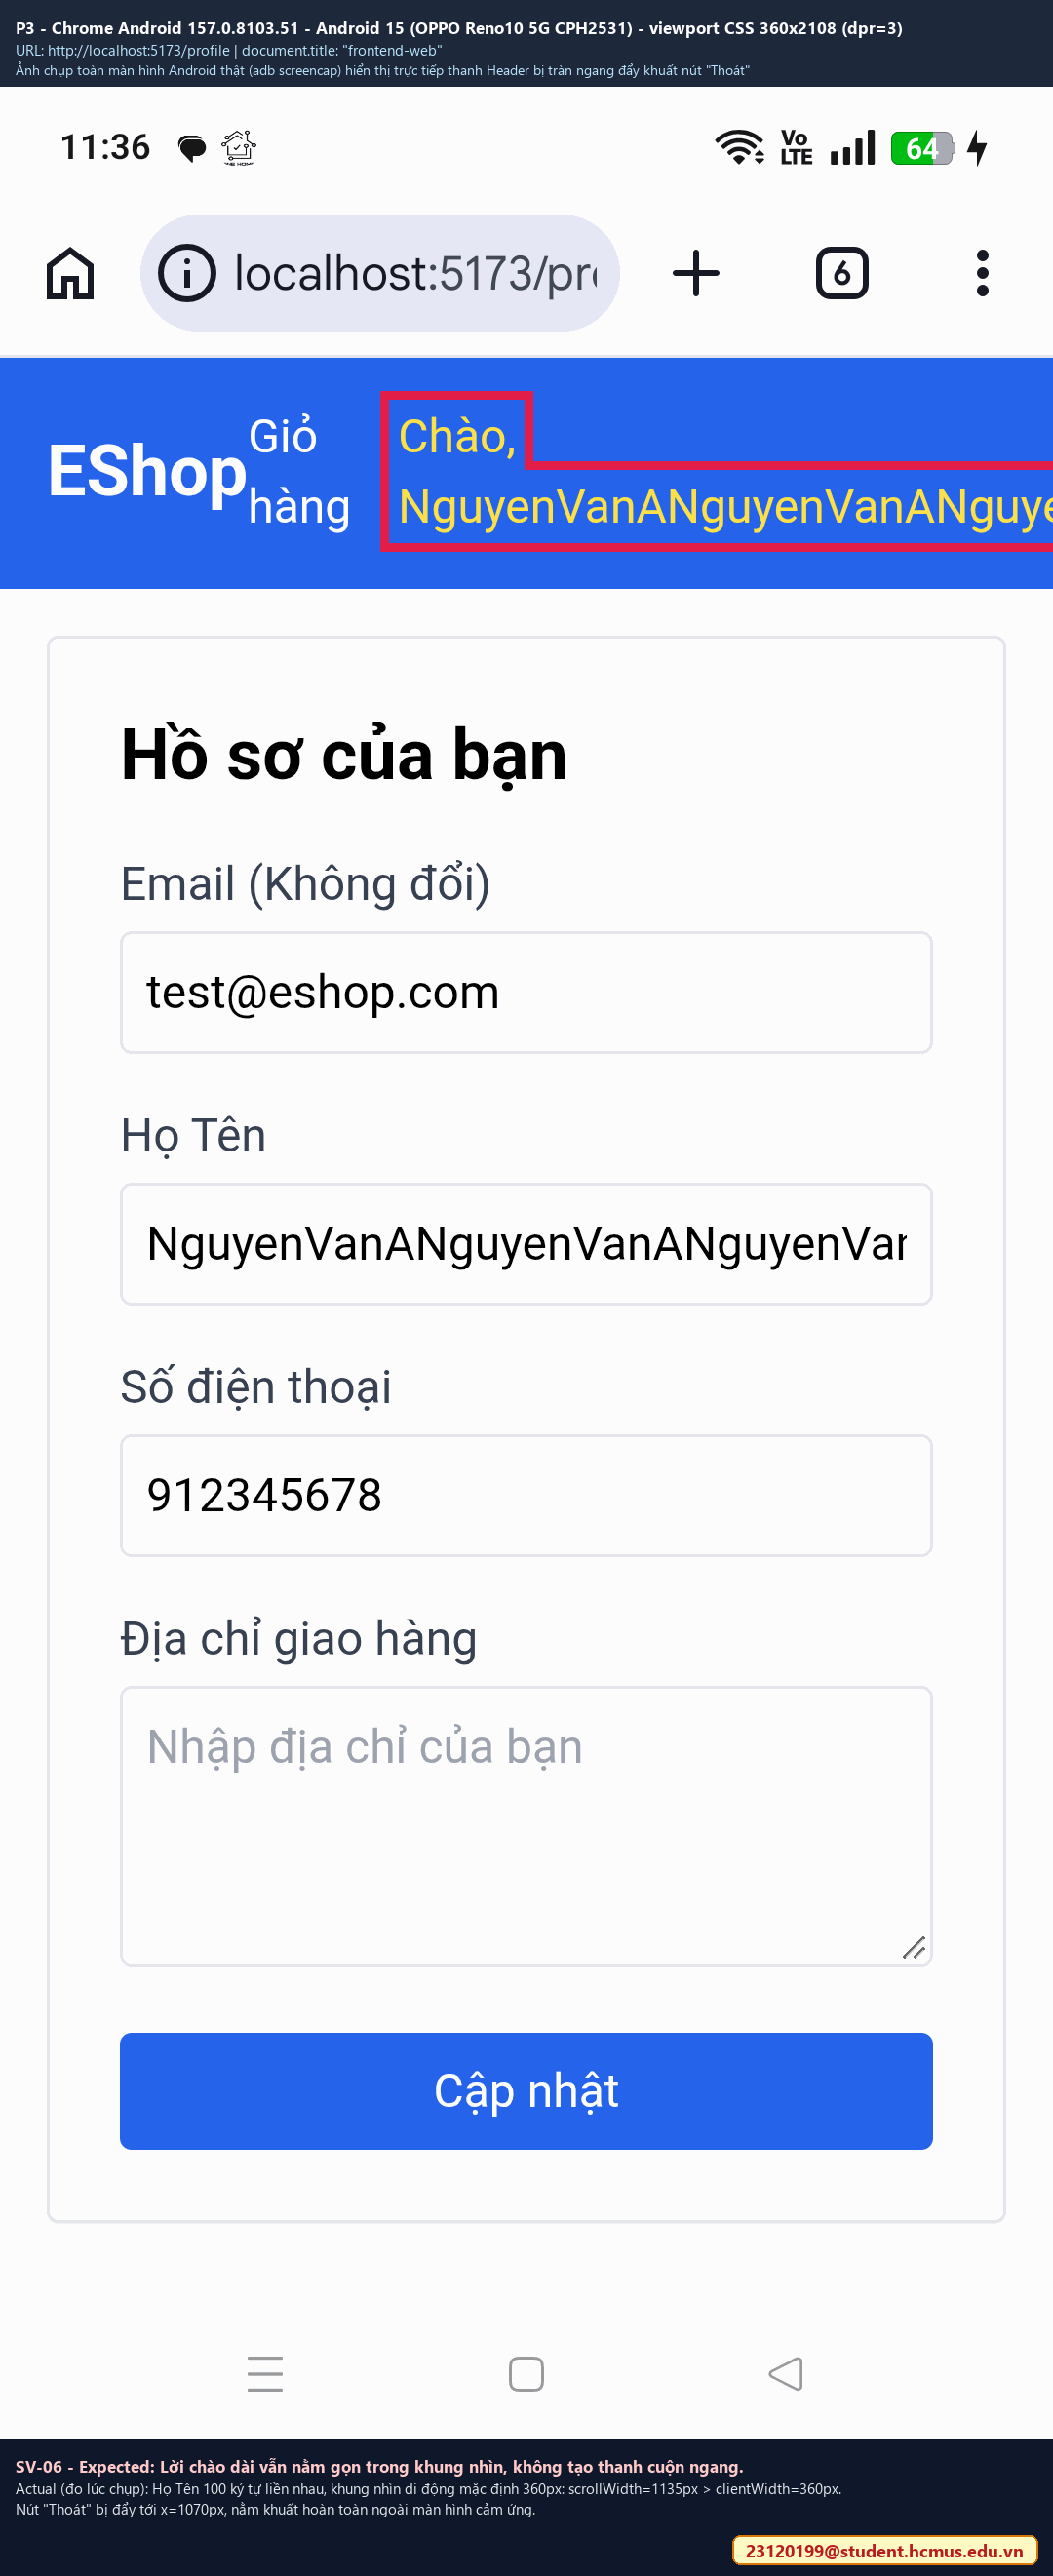 P3 - Chrome Android 157.0.8103.51 - Android 15 (OPPO Reno10 5G CPH2531) - viewport CSS 360x2108 (dpr=3)
URL: http://localhost:5173/profile | document.title: "frontend-web"
Ảnh chụp toàn màn hình Android thật (adb screencap) hiển thị trực tiếp thanh Header bị tràn ngang đẩy khuất nút "Thoát"
11:36
Vo
LTE
64
localhost:5173/pro
6
EShop
Giỏ
hàng
Chào,
NguyenVanANguyenVanANguye
Hồ sơ của bạn
Email (Không đổi)
test@eshop.com
Họ Tên
NguyenVanANguyenVanANguyenVan
Số điện thoại
912345678
Địa chỉ giao hàng
Nhập địa chỉ của bạn
Cập nhật
SV-06 - Expected: Lời chào dài vẫn nằm gọn trong khung nhìn, không tạo thanh cuộn ngang.
Actual (đo lúc chụp): Họ Tên 100 ký tự liền nhau, khung nhìn di động mặc định 360px: scrollWidth=1135px > clientWidth=360px.
Nút "Thoát" bị đẩy tới x=1070px, nằm khuất hoàn toàn ngoài màn hình cảm ứng.
23120199@student.hcmus.edu.vn